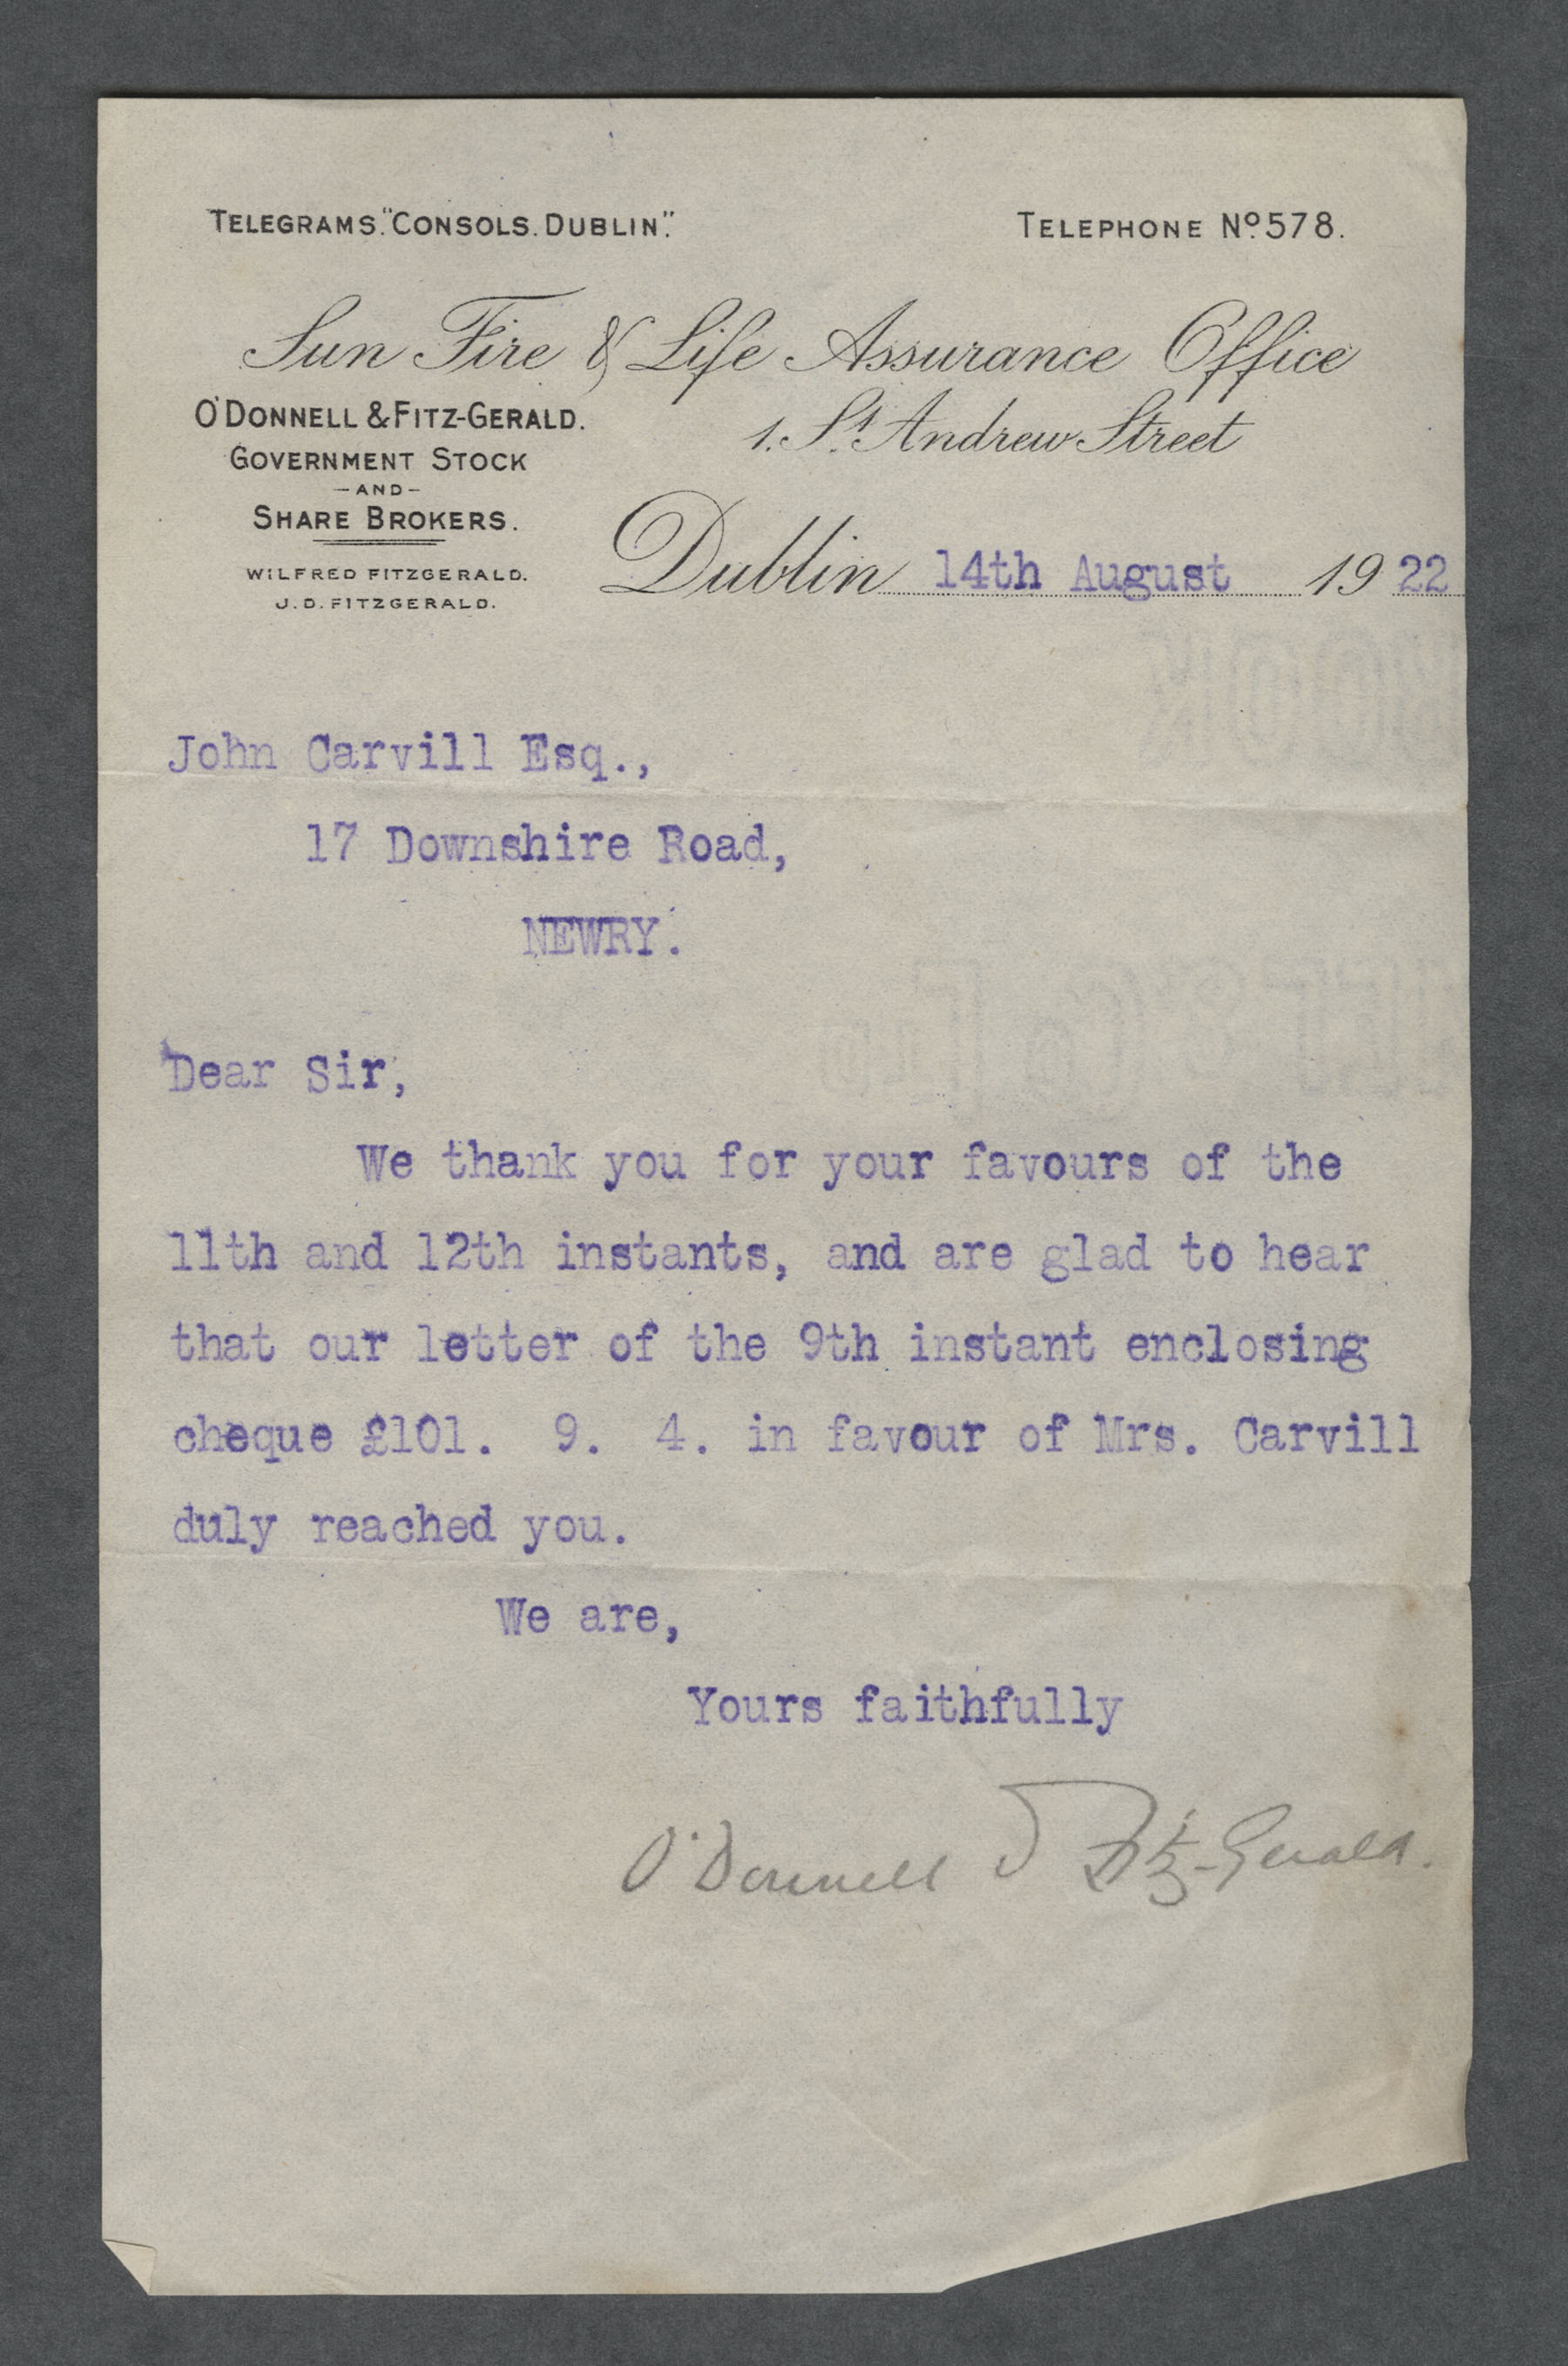 TELEGRAMS. "CONSOLS. DUBLIN".
TELEPHONE No. 578.
Sun Fire & Life Assurance Office
O'DONNELL & FITZ-GERALD.
GOVERNMENT STOCK
-AND-
SHARE BROKERS.
WILFRED FITZGERALD.
J.D. FITZGERALD.
1. St. Andrew Street
Dublin 14th August 1922
John Carvill Esq.,
17 Downshire Road,
NEWRY.
Dear Sir,
We thank you for your favours of the
11th and 12th instants, and are glad to hear
that our letter of the 9th instant enclosing
cheque £101. 9. 4. in favour of Mrs. Carvill
duly reached you.
We are,
Yours faithfully
O'Donnell & Fitz-Gerald.